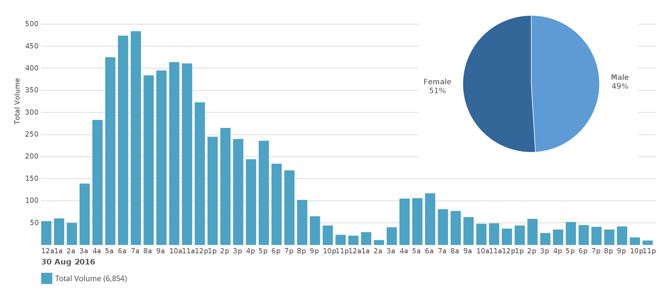 500
450
400
350
300
250
200
150
100
50
Total Volume
Female
51%
Male
49%
12a 1a 2a 3a 4a 5a 6a 7a 8a 9a 10a 11a 12p 1p 2p 3p 4p 5p 6p 7p 8p 9p 10p 11p 12a 1a 2a 3a 4a 5a 6a 7a 8a 9a 10a 11a 12p 1p 2p 3p 4p 5p 6p 7p 8p 9p 10p 11p
30 Aug 2016
Total Volume (6,854)